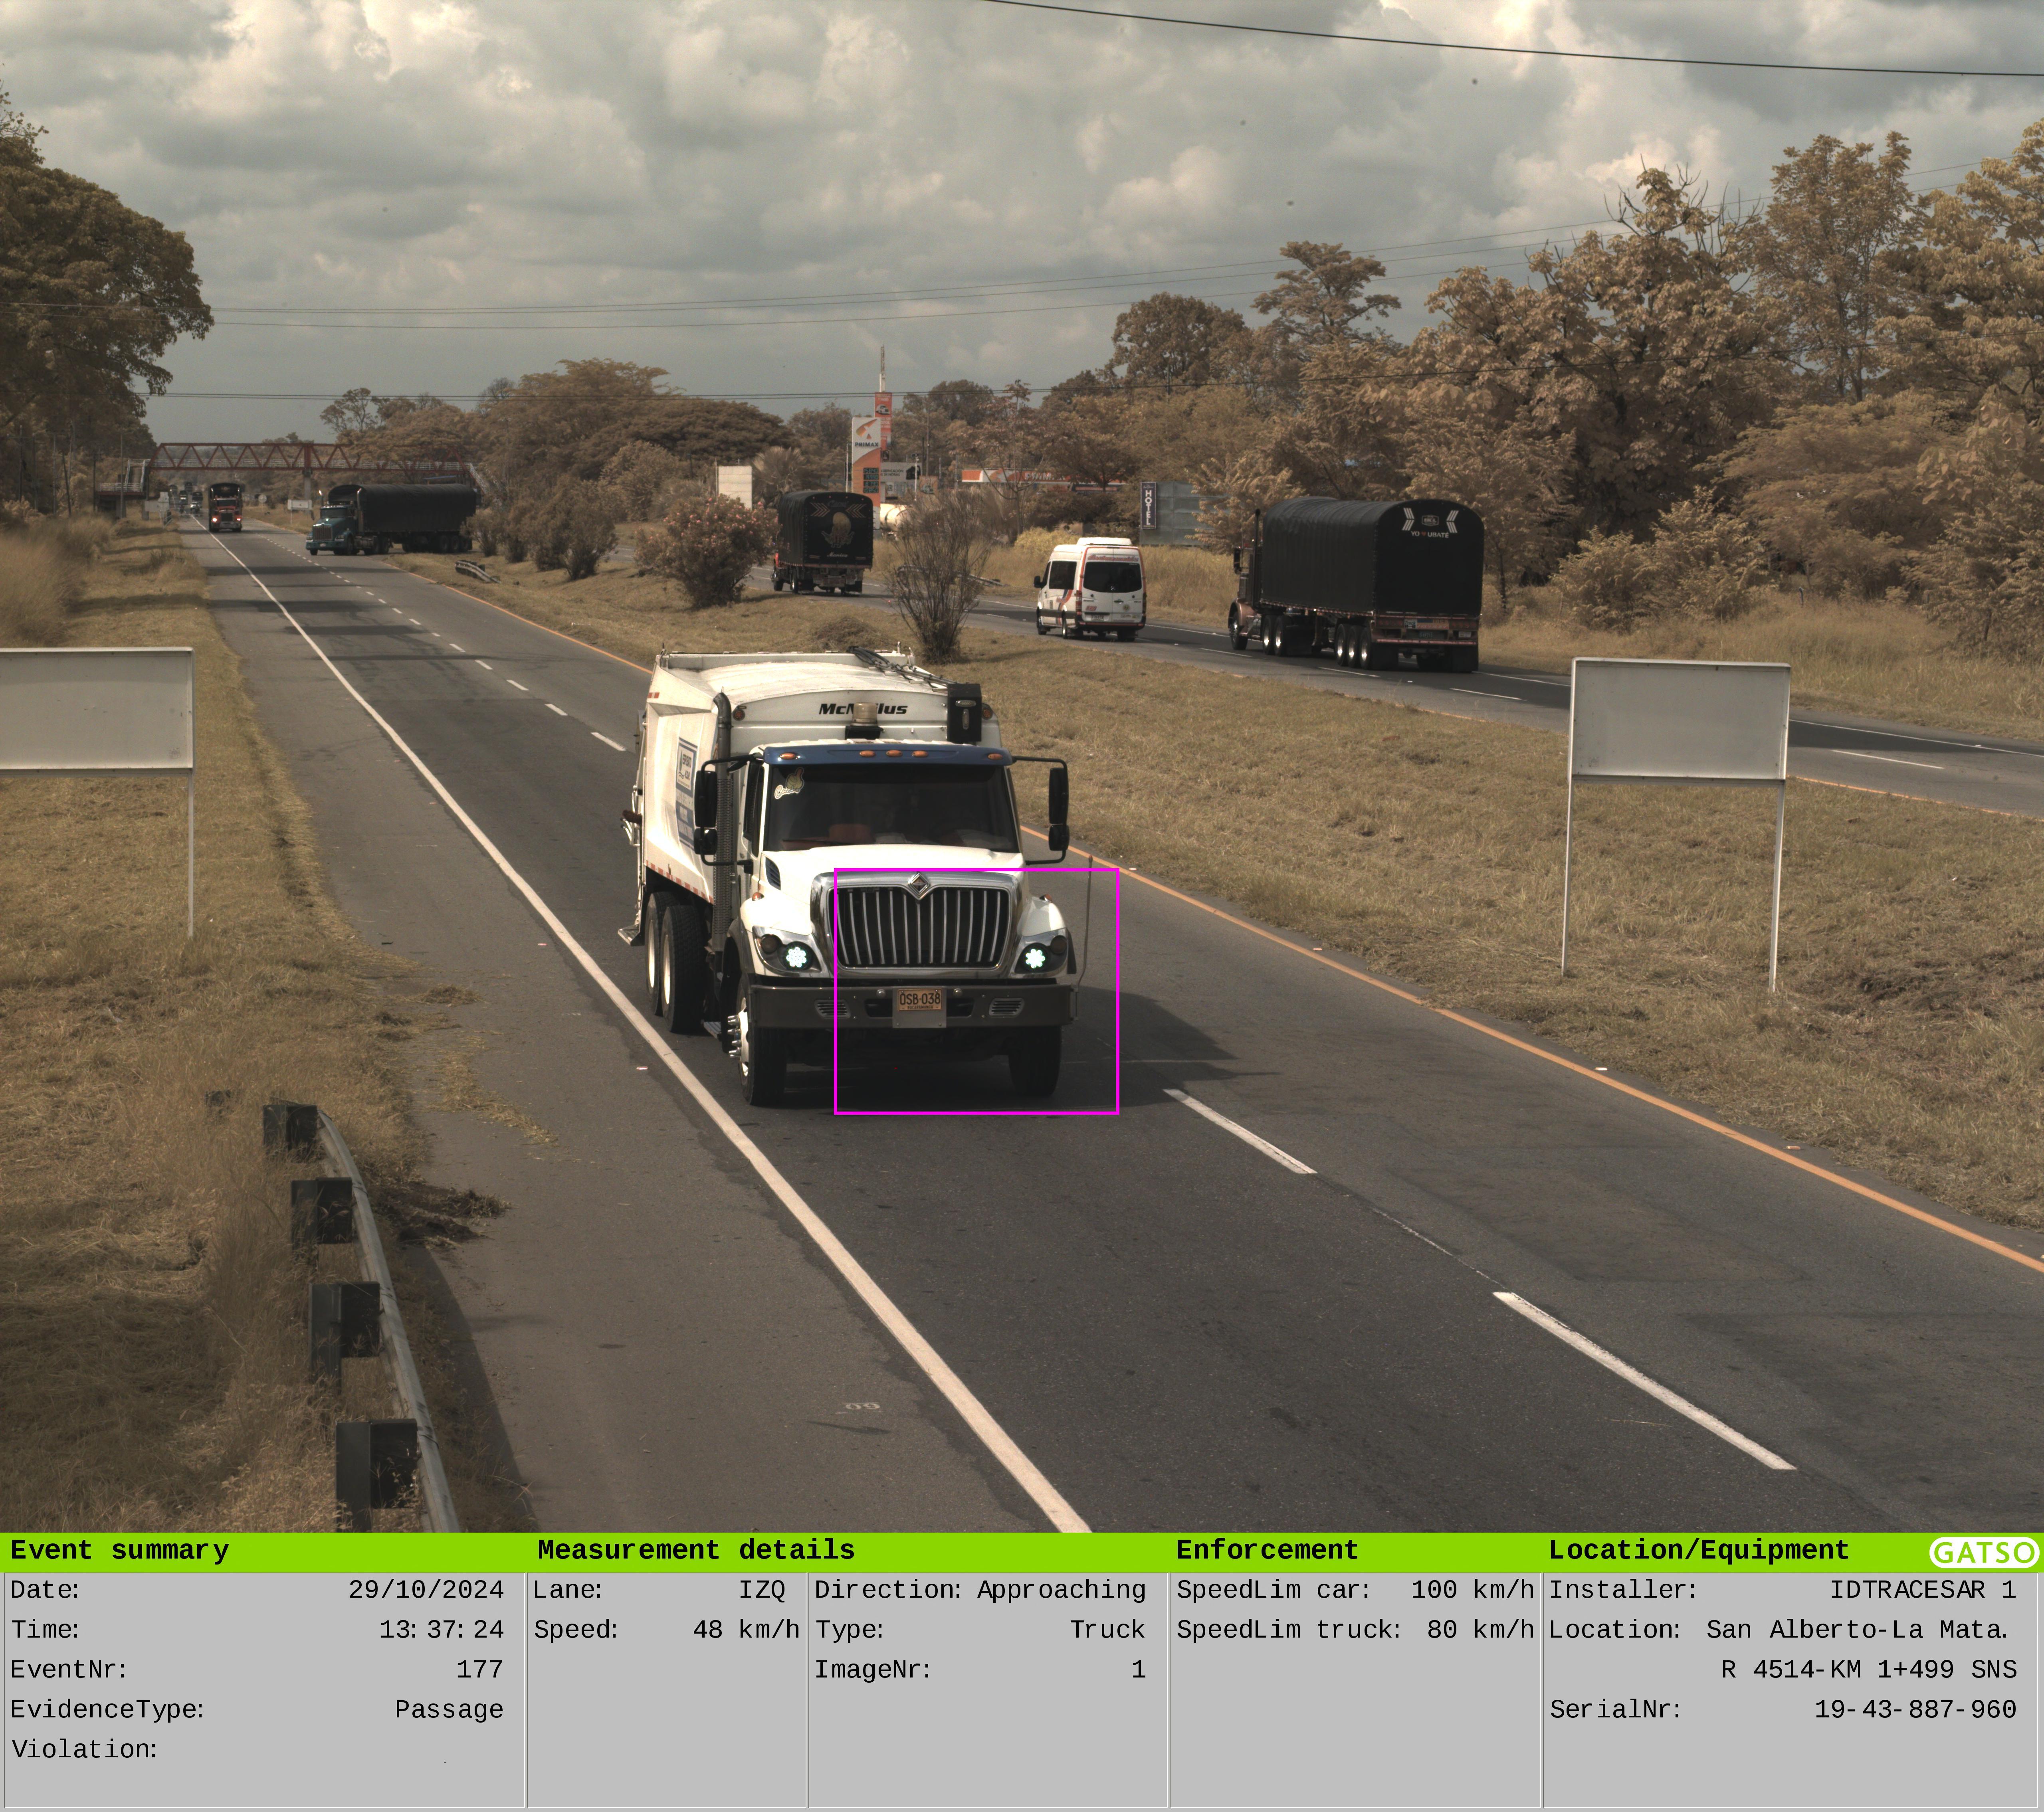 PRIMAX
HOTEL
YO ♥ UBATE
QSB·038
Event summary
Date: 29/10/2024
Time: 13:37:24
EventNr: 177
EvidenceType: Passage
Violation:
Measurement details
Lane: IZQ
Speed: 48 km/h
Direction: Approaching
Type: Truck
ImageNr: 1
Enforcement
SpeedLim car: 100 km/h
SpeedLim truck: 80 km/h
Location/Equipment
GATSO
Installer: IDTRACESAR 1
Location: San Alberto-La Mata.
R 4514-KM 1+499 SNS
SerialNr: 19-43-887-960